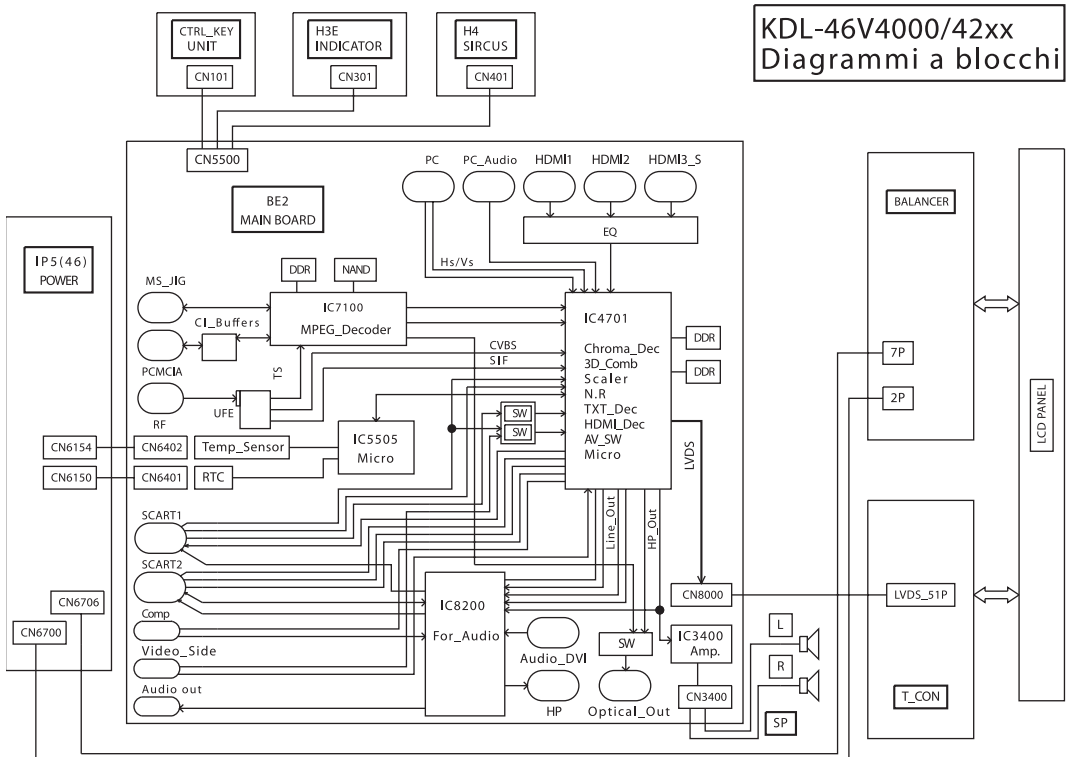 KDL-46V4000/42xx
Diagrammi a blocchi
CTRL_KEY
UNIT
CN101
H3E
INDICATOR
CN301
H4
SIRCUS
CN401
CN5500
BE2
MAIN BOARD
PC
PC_Audio
HDMI1
HDMI2
HDMI3_S
EQ
Hs/Vs
IP5(46)
POWER
MS_JIG
DDR
NAND
IC7100
MPEG_Decoder
CI_Buffers
PCMCIA
TS
UFE
RF
CVBS
SIF
IC4701
Chroma_Dec
3D_Comb
Scaler
N.R
TXT_Dec
HDMI_Dec
AV_SW
Micro
DDR
DDR
SW
SW
LVDS
IC5505
Micro
CN6154
CN6402
Temp_Sensor
CN6150
CN6401
RTC
SCART1
SCART2
Comp
Video_Side
Audio out
CN6706
CN6700
IC8200
For_Audio
Line_Out
HP_Out
Audio_DVI
HP
SW
Optical_Out
CN8000
IC3400
Amp.
CN3400
L
R
SP
BALANCER
7P
2P
LVDS_51P
T_CON
LCD PANEL